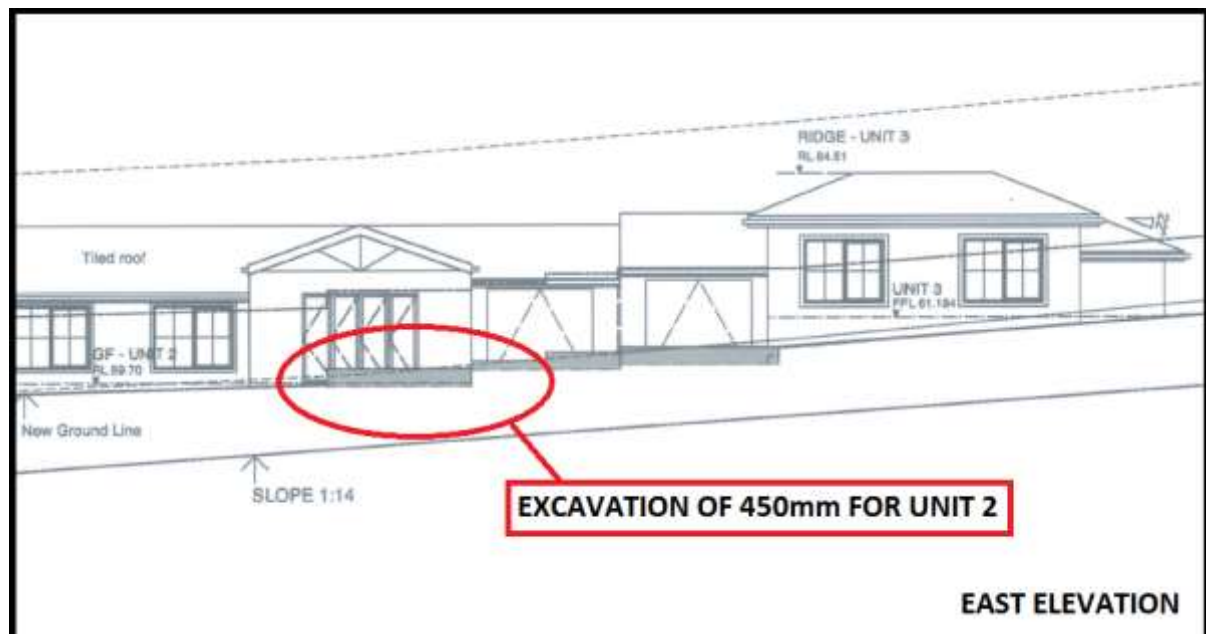 RIDGE - UNIT 3
RL 64.51
Tiled roof
UNIT 3
FFL 61.184
GF - UNIT 2
RL 59.70
New Ground Line
SLOPE 1:14
EXCAVATION OF 450mm FOR UNIT 2
EAST ELEVATION